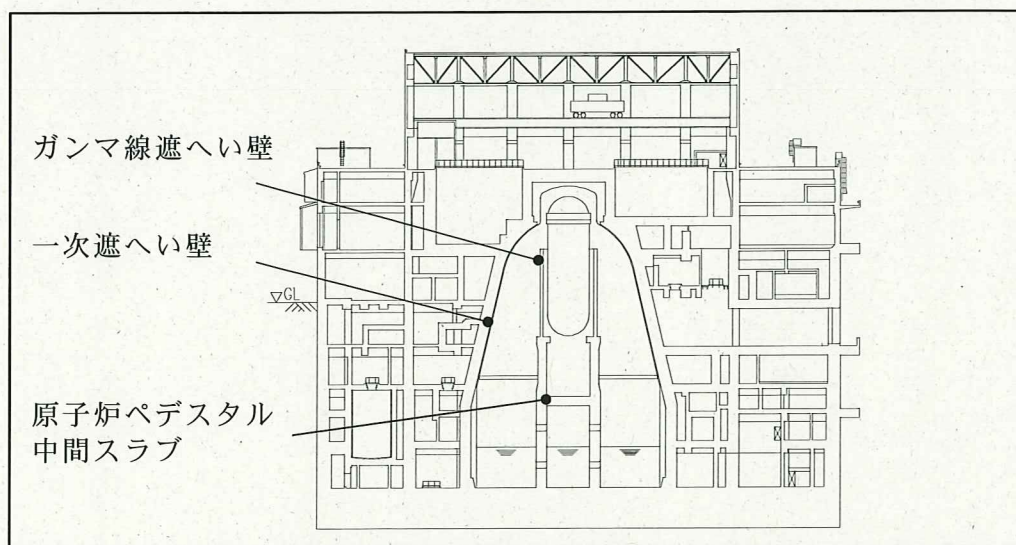 ガンマ線遮へい壁
一次遮へい壁
GL
原子炉ペデスタル
中間スラブ